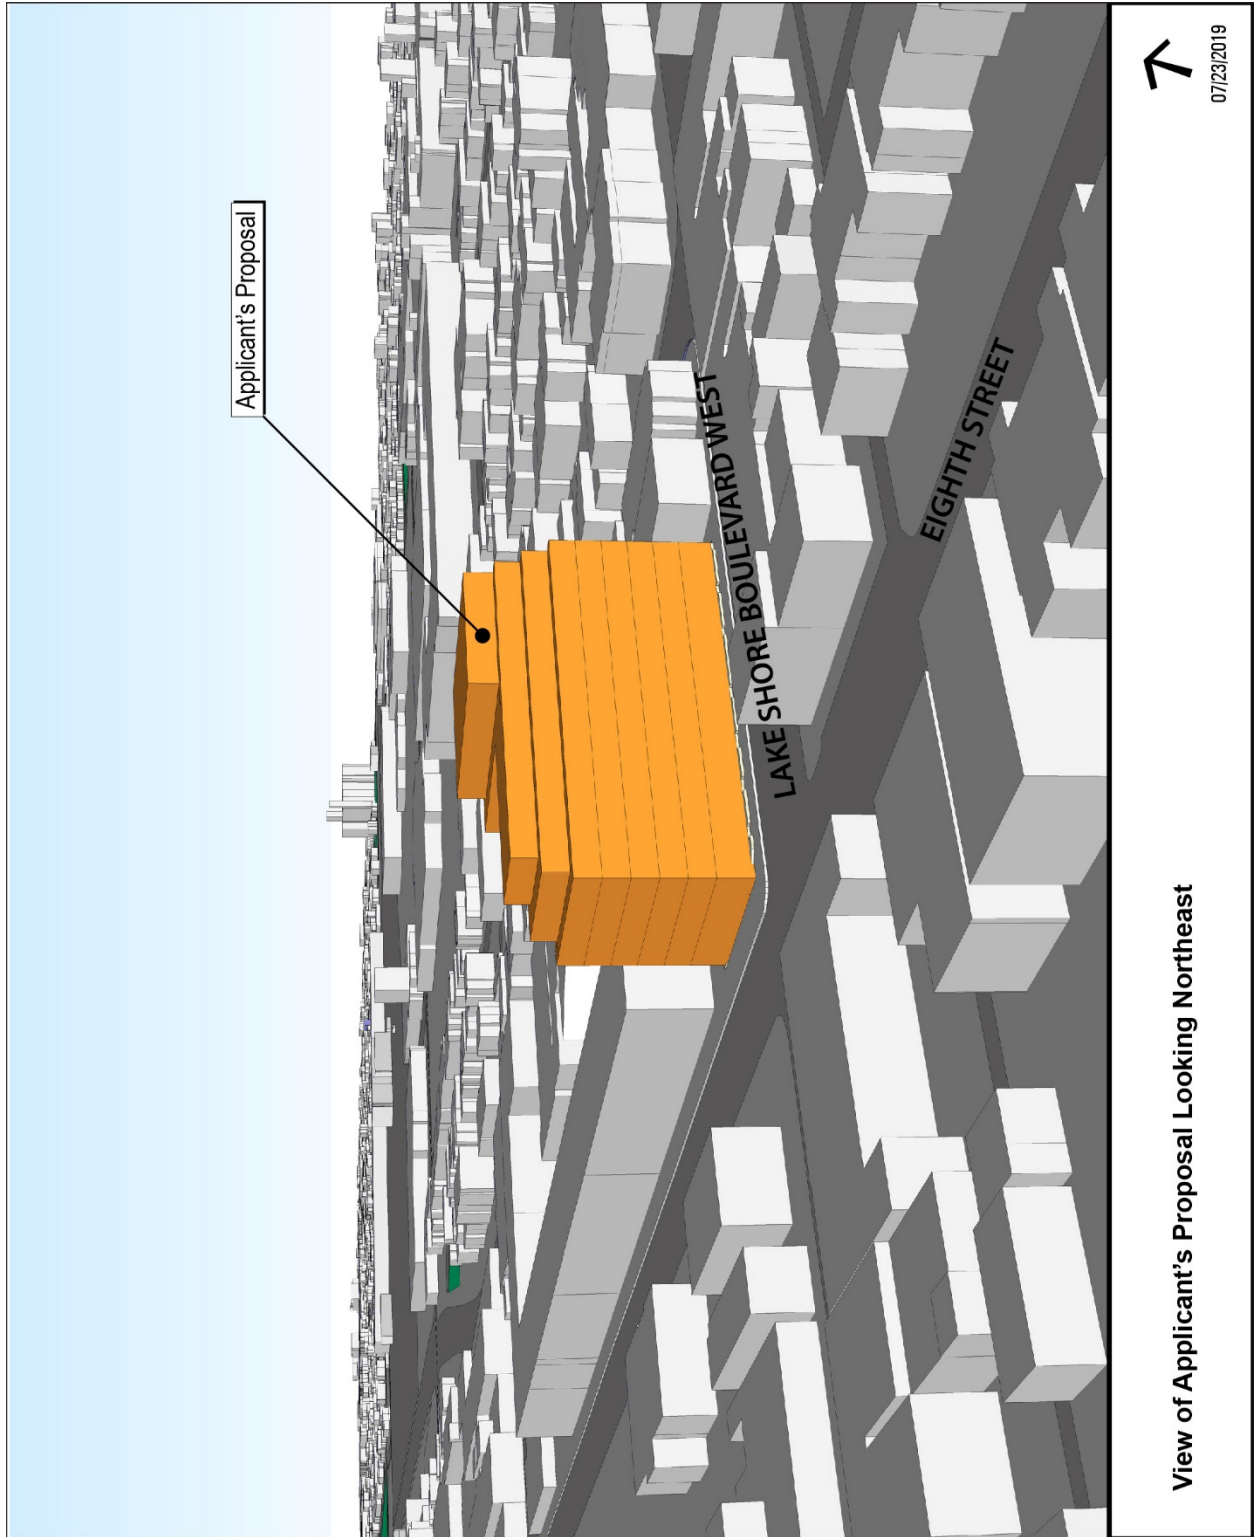 Applicant's Proposal
LAKE SHORE BOULEVARD WEST
EIGHTH STREET
View of Applicant's Proposal Looking Northeast
07/23/2019